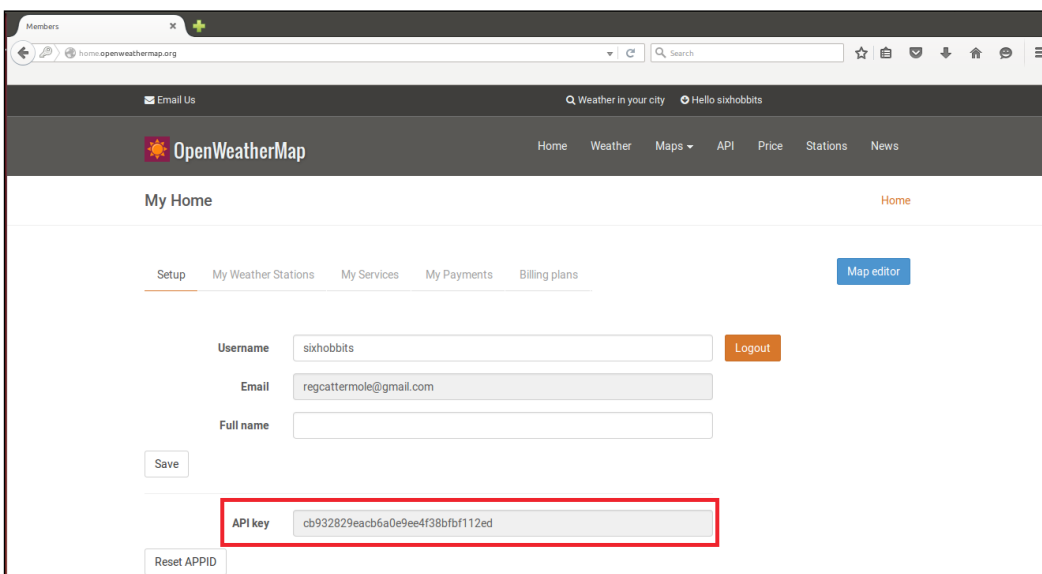 Members
home.openweathermap.org
Search
Email Us
Weather in your city
Hello sixhobbits
OpenWeatherMap
Home Weather Maps API Price Stations News
My Home
Home
Setup My Weather Stations My Services My Payments Billing plans
Map editor
Username sixhobbits
Logout
Email regcattermole@gmail.com
Full name
Save
API key cb932829eacb6a0e9ee4f38bfbf112ed
Reset APPID